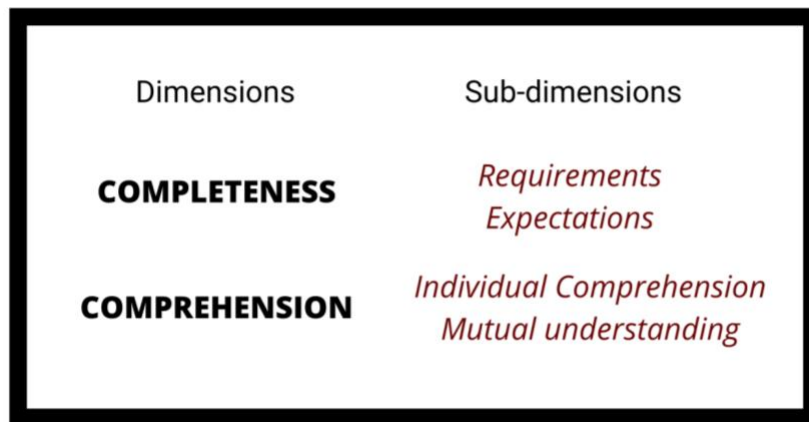 Dimensions
Sub-dimensions
COMPLETENESS
Requirements
Expectations
COMPREHENSION
Individual Comprehension
Mutual understanding